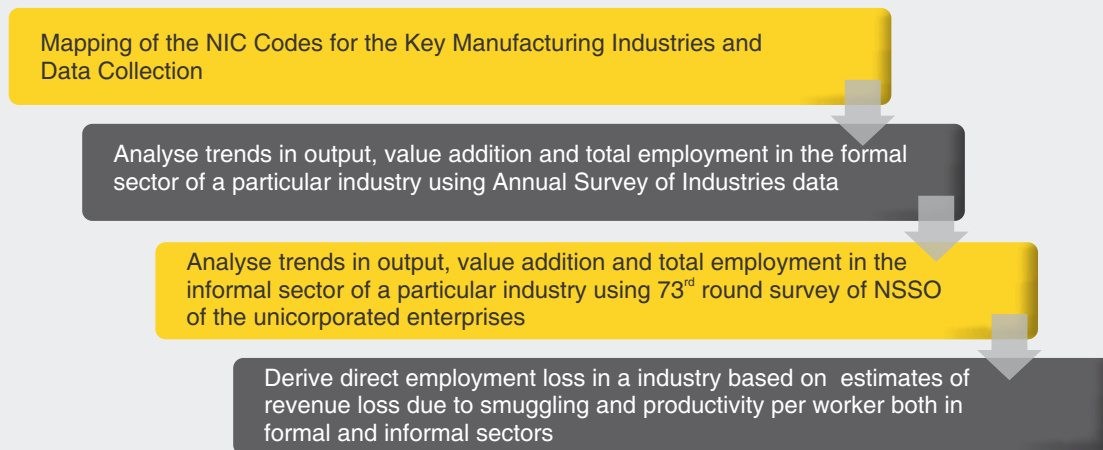 Mapping of the NIC Codes for the Key Manufacturing Industries and
Data Collection
Analyse trends in output, value addition and total employment in the formal
sector of a particular industry using Annual Survey of Industries data
Analyse trends in output, value addition and total employment in the
informal sector of a particular industry using 73rd round survey of NSSO
of the unicorporated enterprises
Derive direct employment loss in a industry based on estimates of
revenue loss due to smuggling and productivity per worker both in
formal and informal sectors